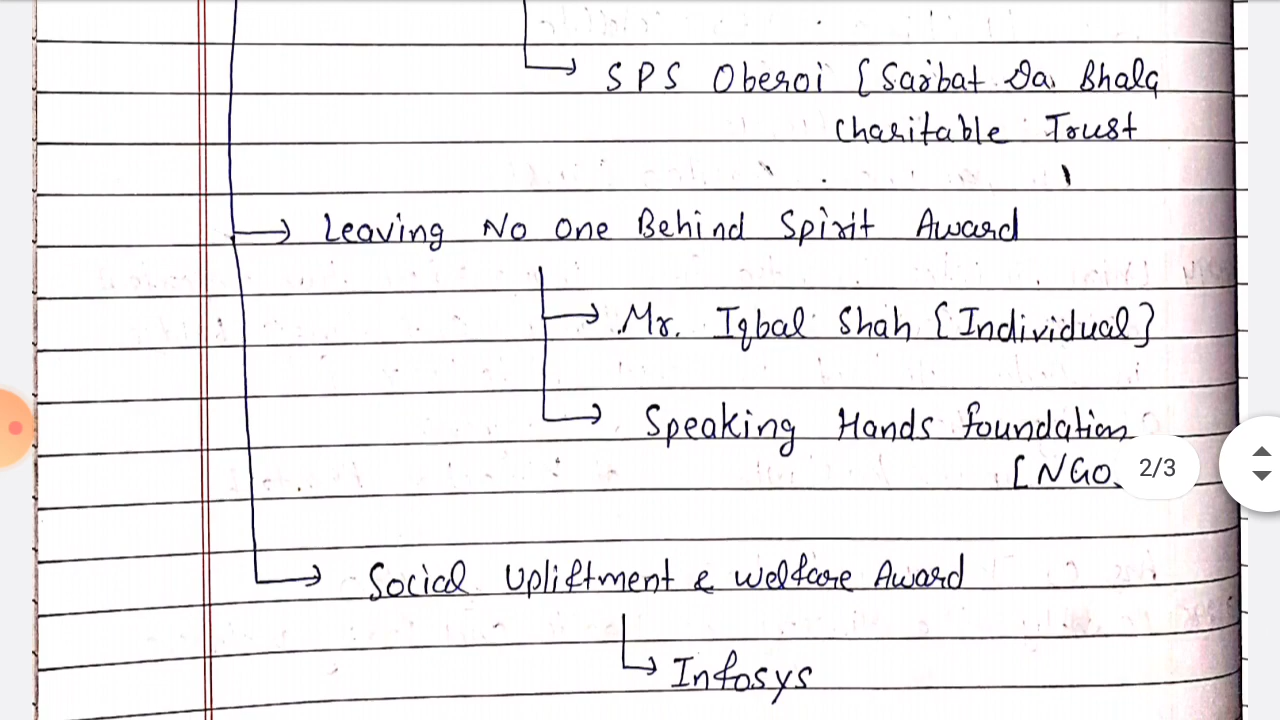 SPS Oberoi [Sarbat Da Bhala
Charitable Trust
Leaving No One Behind Spirit Award
Mr. Iqbal Shah [Individual]
Speaking Hands Foundation
[NGO
2/3
Social Upliftment & Welfare Award
Infosys